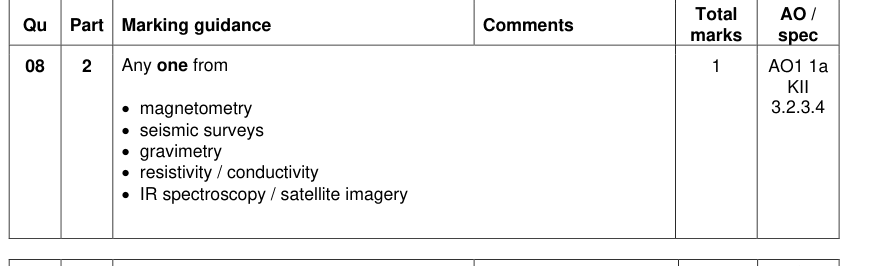 Qu Part Marking guidance Comments Total marks AO / spec
08 2 Any one from 1 AO1 1a
KII
3.2.3.4
• magnetometry
• seismic surveys
• gravimetry
• resistivity / conductivity
• IR spectroscopy / satellite imagery